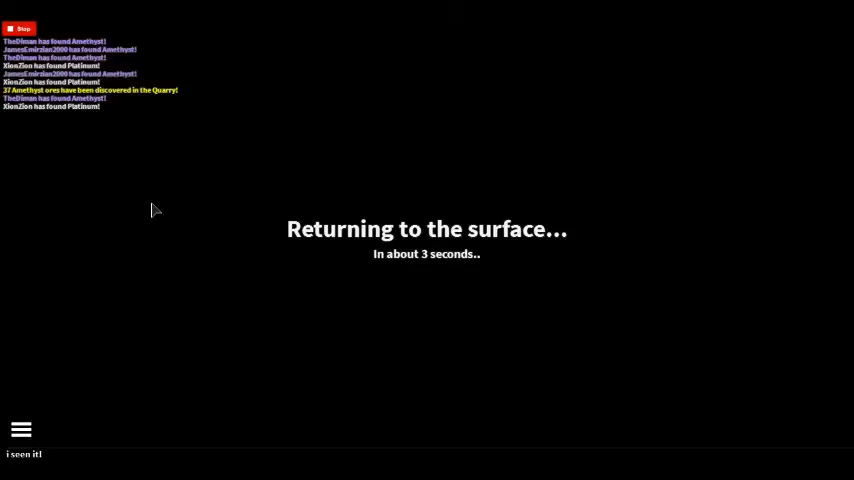 Stop
TheDiman has found Amethyst!
JamesEmirzian2000 has found Amethyst!
TheDiman has found Amethyst!
XionZion has found Platinum!
JamesEmirzian2000 has found Amethyst!
XionZion has found Platinum!
37 Amethyst ores have been discovered in the Quarry!
TheDiman has found Amethyst!
XionZion has found Platinum!
Returning to the surface...
In about 3 seconds..
i seen it!